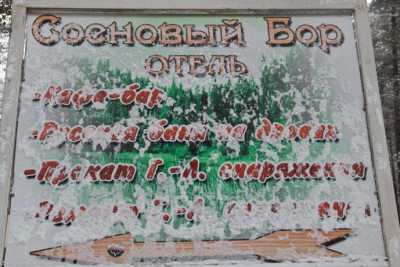 Сосновый Бор
ОТЕЛЬ
-Кафе-бар
-Русская баня на дровах
-Прокат Г.-Л. снаряжения